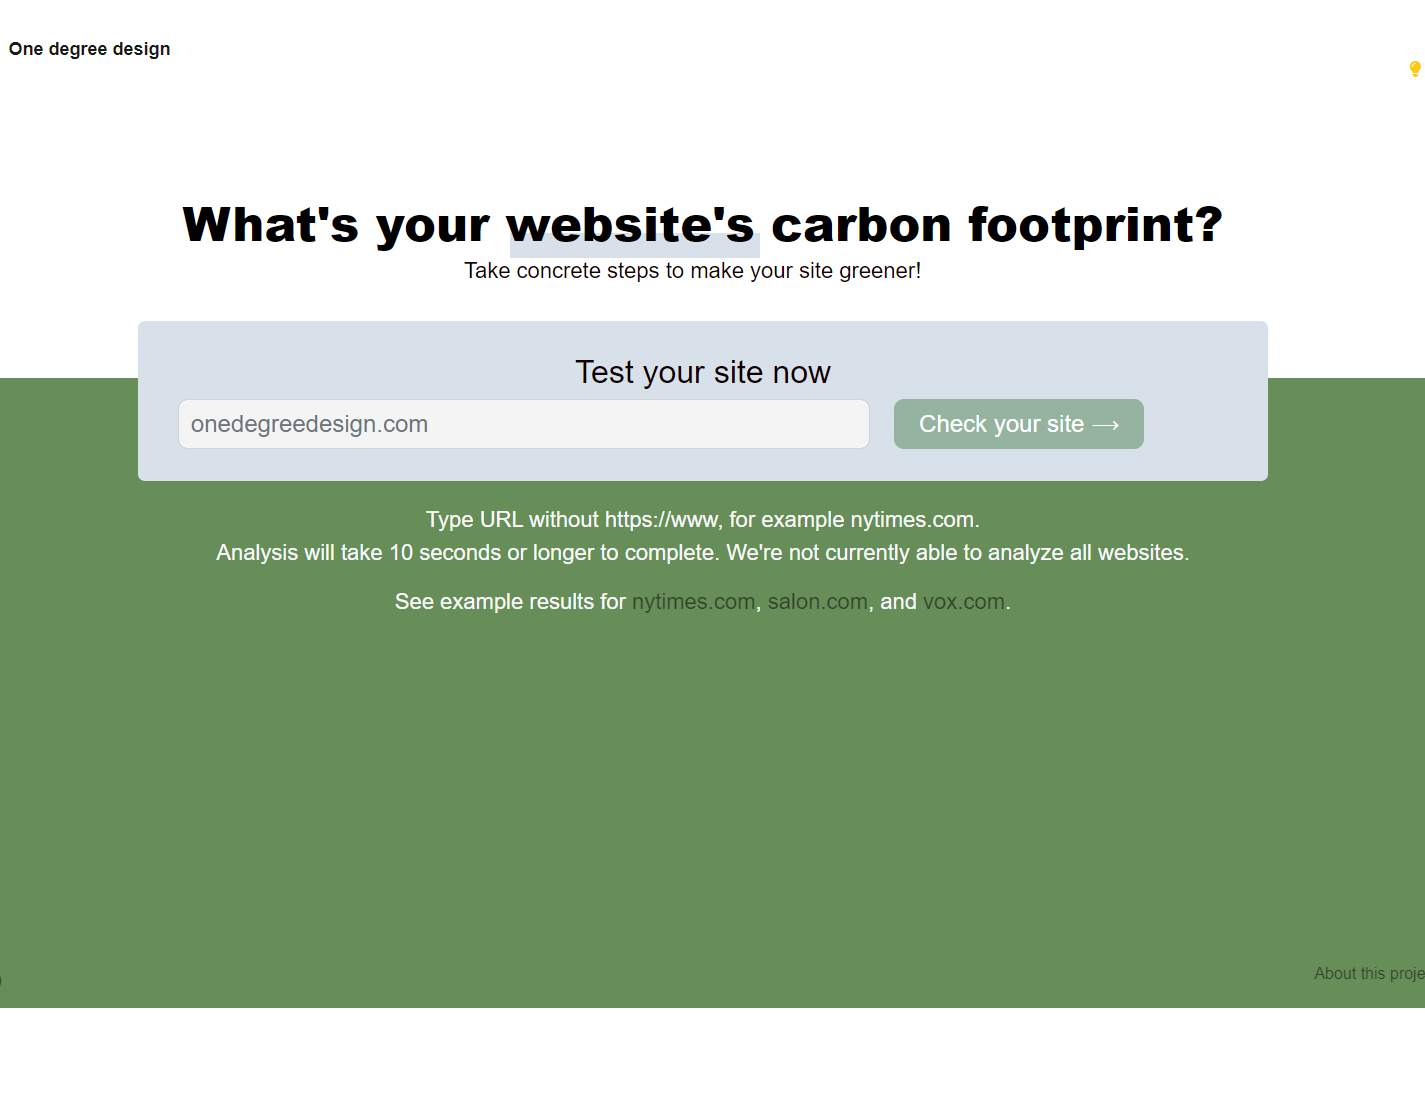 One degree design
What's your website's carbon footprint?
Take concrete steps to make your site greener!
Test your site now
onedegreedesign.com
Check your site ⟶
Type URL without https://www, for example nytimes.com.
Analysis will take 10 seconds or longer to complete. We're not currently able to analyze all websites.
See example results for nytimes.com, salon.com, and vox.com.
About this proje